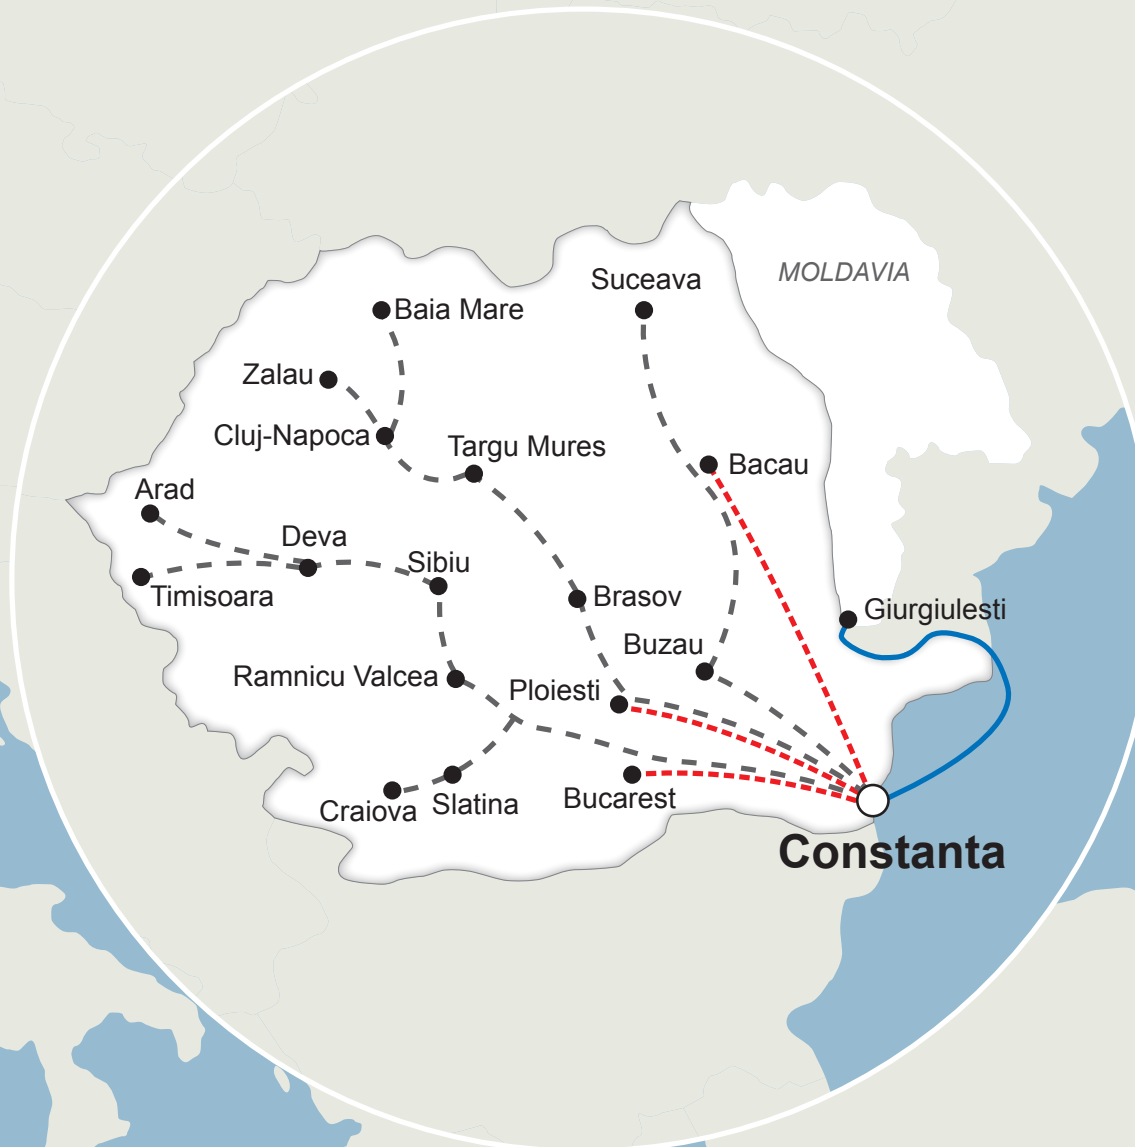 MOLDAVIA
Suceava
Baia Mare
Zalau
Cluj-Napoca
Targu Mures
Bacau
Arad
Deva
Sibiu
Timisoara
Brasov
Giurgiulesti
Buzau
Ramnicu Valcea
Ploiesti
Bucarest
Craiova
Slatina
Constanta